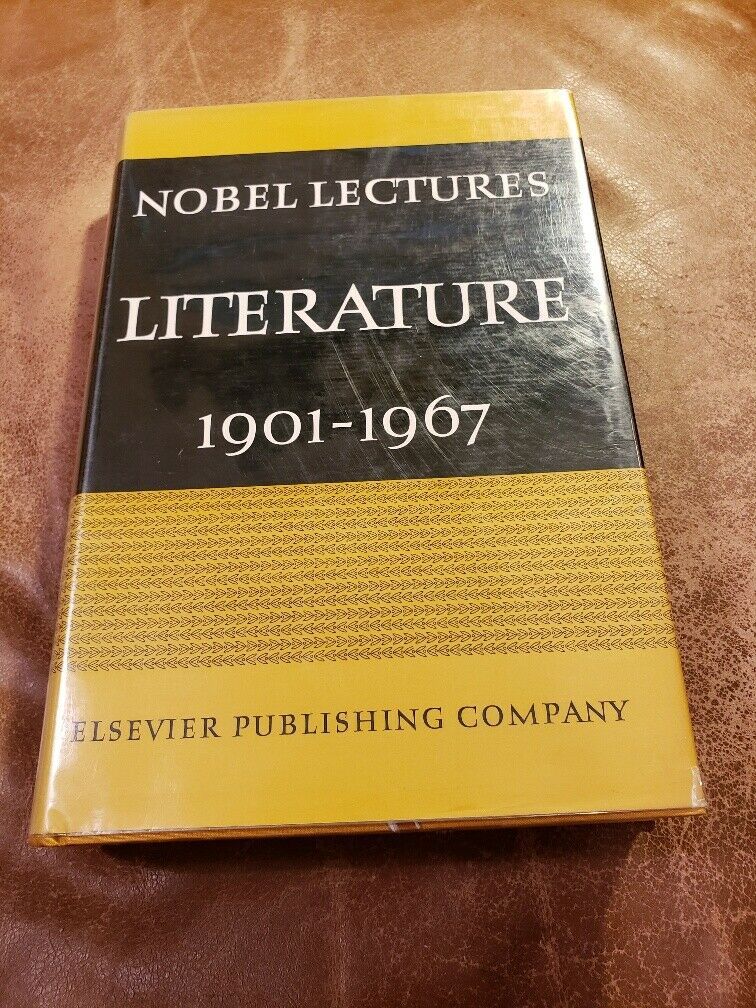 NOBEL LECTURES
LITERATURE
1901-1967
ELSEVIER PUBLISHING COMPANY